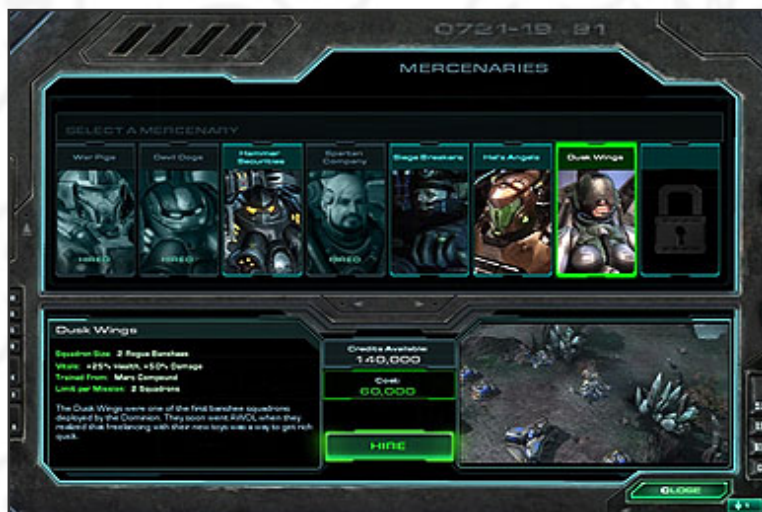 0721-19 91
MERCENARIES
SELECT A MERCENARY
War Pigs
Devil Dogs
Hammer
Securities
Spartan
Company
Siege Breakers
Hel's Angels
Dusk Wings
HIRED
HIRED
HIRED
Dusk Wings
Squadron Size: 2 Rogue Banshees
Vitals: +25% Health, +50% Damage
Trained From: Merc Compound
Limit per Mission: 2 Squadrons
The Dusk Wings were one of the first banshee squadrons
deployed by the Dominion. They soon went AWOL when they
realized that freelancing with their new toys was a way to get rich
quick.
Credits Available:
140,000
Cost:
60,000
HIRE
CLOSE